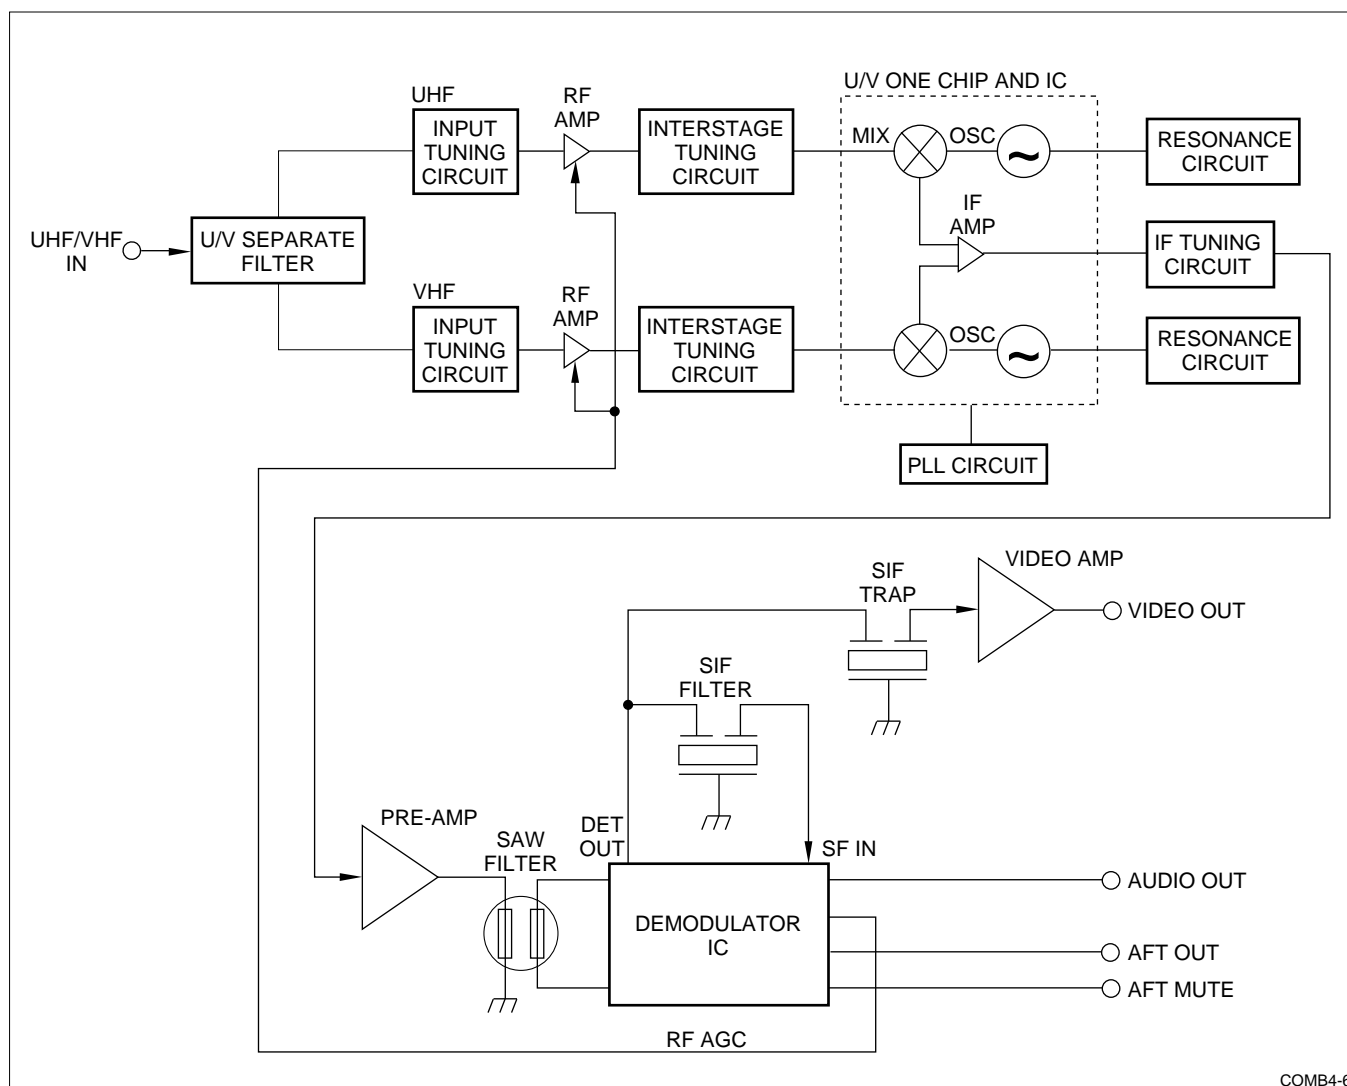 U/V ONE CHIP AND IC
UHF
RF
AMP
INPUT
TUNING
CIRCUIT
INTERSTAGE
TUNING
CIRCUIT
MIX
OSC
~
RESONANCE
CIRCUIT
UHF/VHF
IN
U/V SEPARATE
FILTER
IF
AMP
IF TUNING
CIRCUIT
VHF
RF
AMP
INPUT
TUNING
CIRCUIT
INTERSTAGE
TUNING
CIRCUIT
OSC
~
RESONANCE
CIRCUIT
PLL CIRCUIT
VIDEO AMP
SIF
TRAP
VIDEO OUT
SIF
FILTER
PRE-AMP
SAW
FILTER
DET
OUT
SF IN
DEMODULATOR
IC
AUDIO OUT
AFT OUT
AFT MUTE
RF AGC
COMB4-6